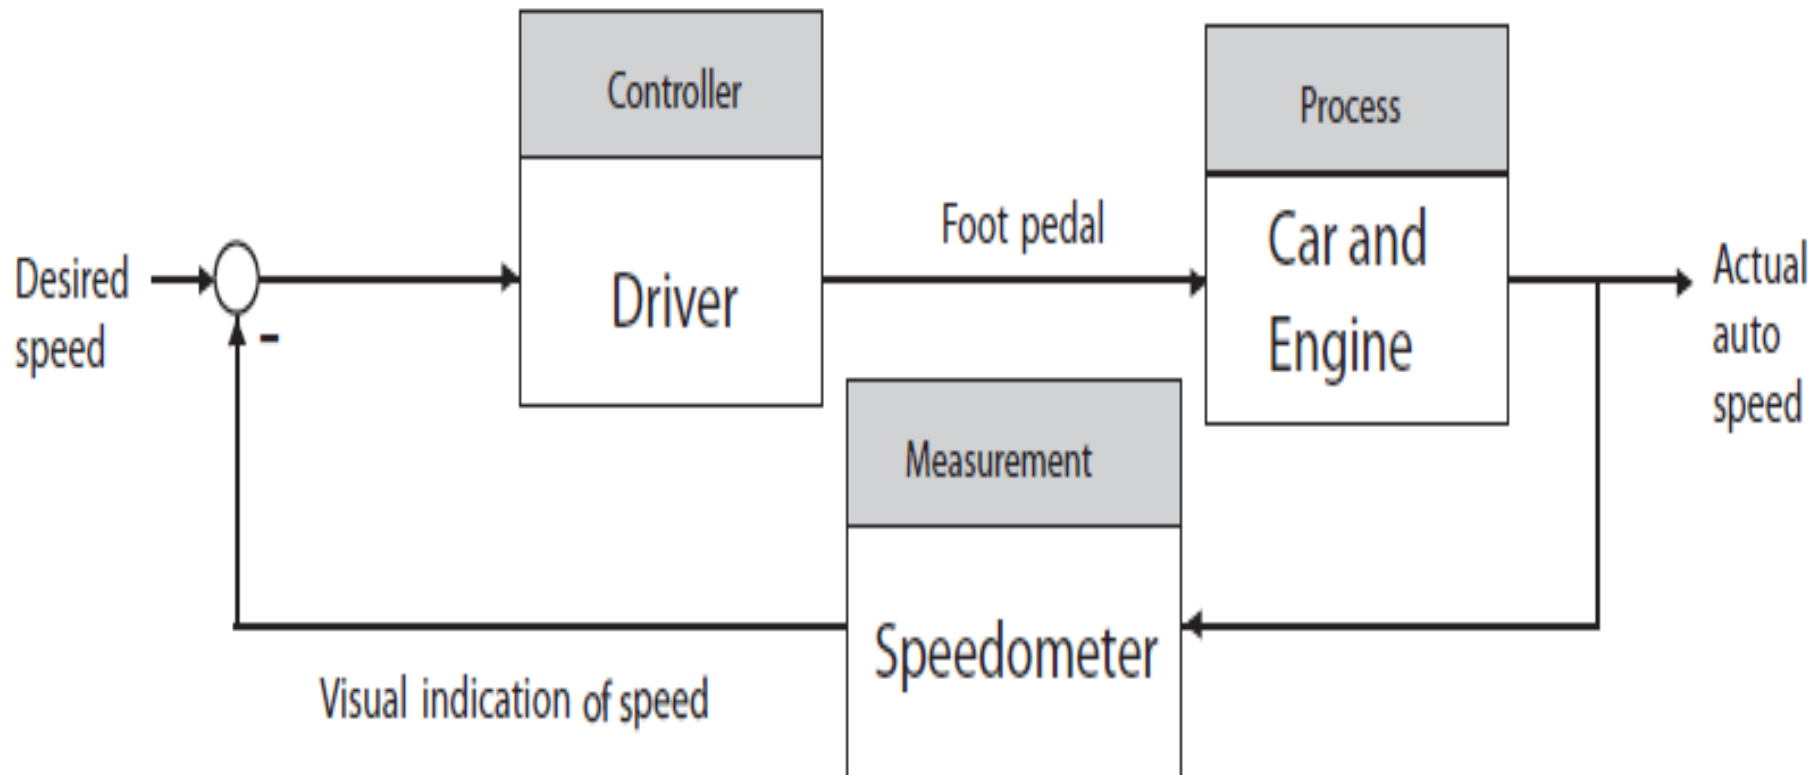 Controller
Process
Foot pedal
Car and
Engine
Desired
speed
-
Driver
Actual
auto
speed
Measurement
Speedometer
Visual indication of speed